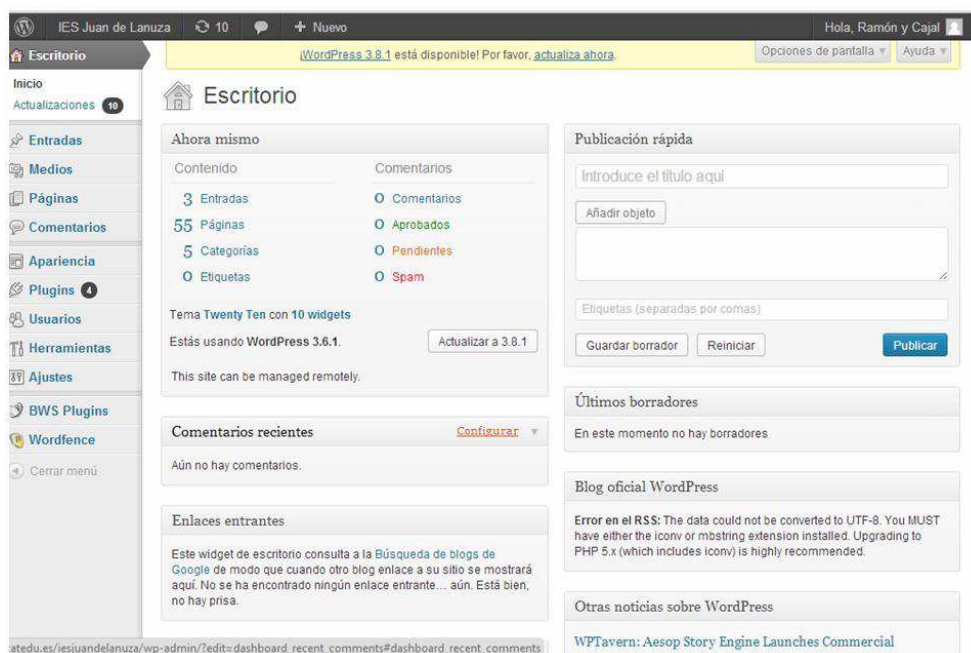 IES Juan de Lanuza 10 + Nuevo Hola, Ramón y Cajal
Escritorio
Inicio
Actualizaciones 10
Entradas
Medios
Páginas
Comentarios
Apariencia
Plugins 4
Usuarios
Herramientas
Ajustes
BWS Plugins
Wordfence
Cerrar menú
¡WordPress 3.8.1 está disponible! Por favor, actualiza ahora.
Opciones de pantalla Ayuda
Escritorio
Ahora mismo
Contenido Comentarios
3 Entradas 0 Comentarios
55 Páginas 0 Aprobados
5 Categorías 0 Pendientes
0 Etiquetas 0 Spam
Tema Twenty Ten con 10 widgets
Estás usando WordPress 3.6.1. Actualizar a 3.8.1
This site can be managed remotely.
Comentarios recientes Configurar
Aún no hay comentarios.
Enlaces entrantes
Este widget de escritorio consulta a la Búsqueda de blogs de
Google de modo que cuando otro blog enlace a su sitio se mostrará
aquí. No se ha encontrado ningún enlace entrante… aún. Está bien,
no hay prisa.
Publicación rápida
Introduce el título aquí
Añadir objeto
Etiquetas (separadas por comas)
Guardar borrador Reiniciar Publicar
Últimos borradores
En este momento no hay borradores
Blog oficial WordPress
Error en el RSS: The data could not be converted to UTF-8. You MUST
have either the iconv or mbstring extension installed. Upgrading to
PHP 5.x (which includes iconv) is highly recommended.
Otras noticias sobre WordPress
WPTavern: Aesop Story Engine Launches Commercial
atedu.es/iesjuandelanuza/wp-admin/?edit=dashboard_recent_comments#dashboard_recent_comments